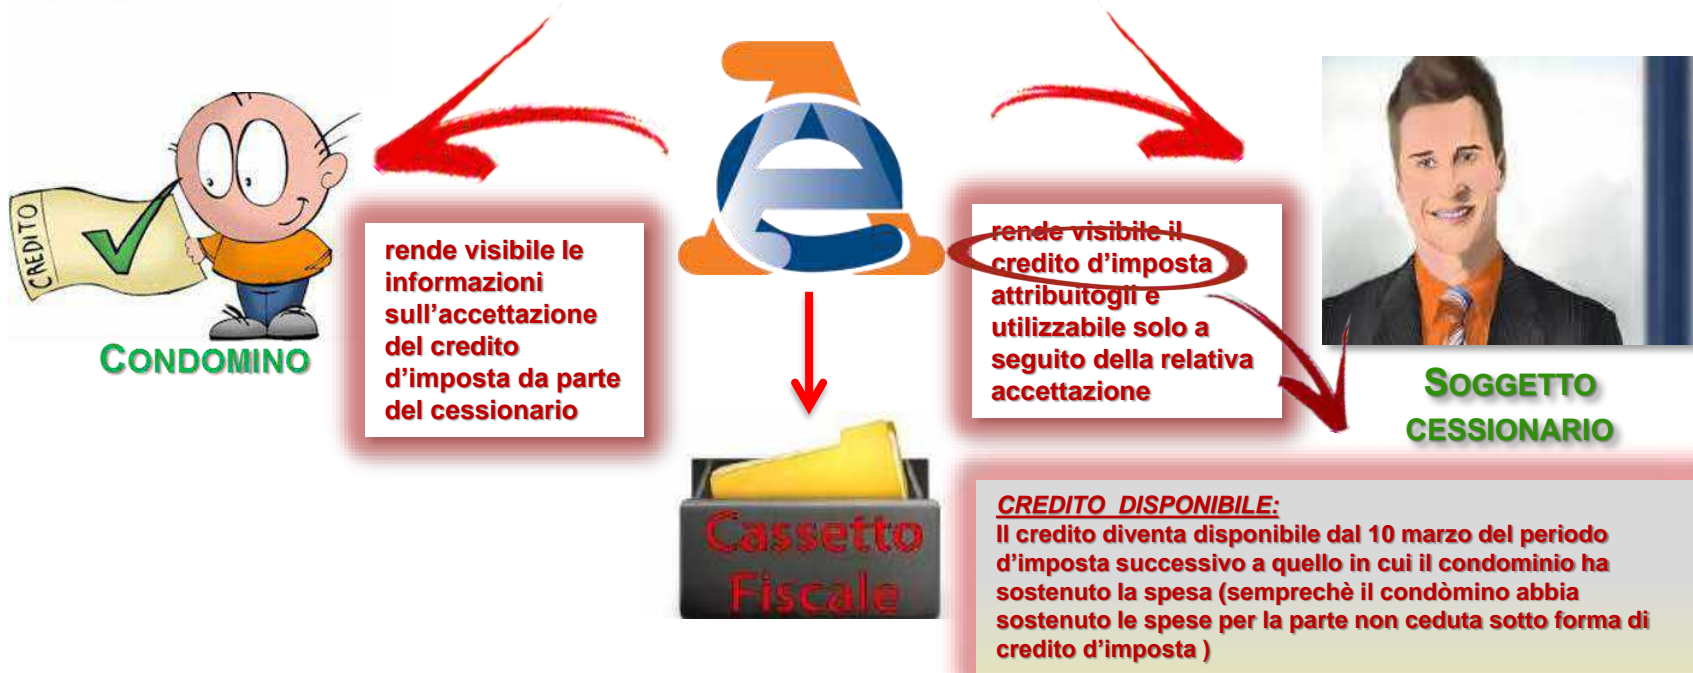 CREDITO
CONDOMINO
rende visibile le
informazioni
sull’accettazione
del credito
d’imposta da parte
del cessionario
rende visibile il
credito d’imposta
attribuitogli e
utilizzabile solo a
seguito della relativa
accettazione
SOGGETTO
CESSIONARIO
Cassetto
Fiscale
CREDITO DISPONIBILE:
Il credito diventa disponibile dal 10 marzo del periodo
d’imposta successivo a quello in cui il condominio ha
sostenuto la spesa (semprechè il condòmino abbia
sostenuto le spese per la parte non ceduta sotto forma di
credito d’imposta )